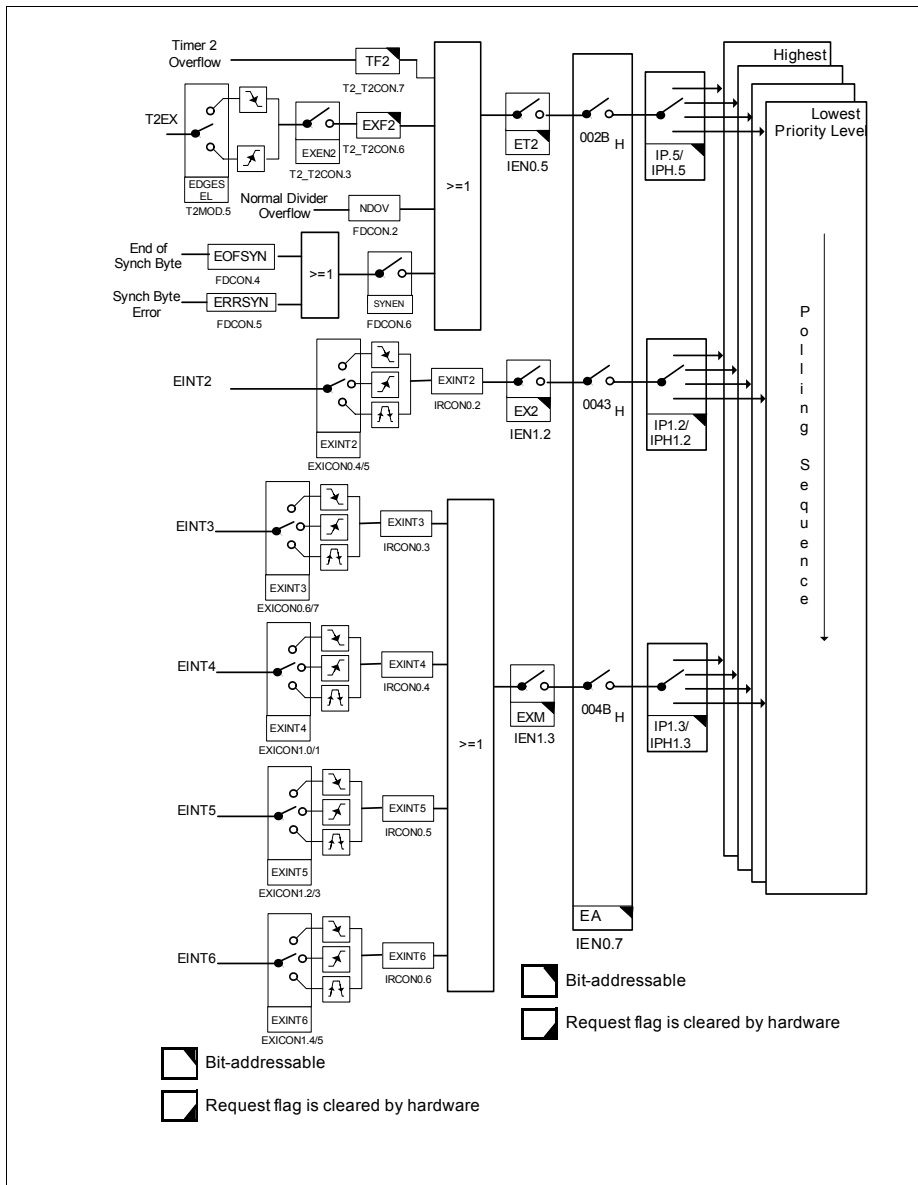 Highest
Lowest
Priority Level
P
o
l
l
i
n
g
S
e
q
u
e
n
c
e
Timer 2
Overflow
TF2
T2_T2CON.7
T2EX
EDGES
EL
T2MOD.5
EXEN2
T2_T2CON.3
EXF2
T2_T2CON.6
Normal Divider
Overflow
NDOV
FDCON.2
End of
Synch Byte
EOFSYN
FDCON.4
Synch Byte
Error
ERRSYN
FDCON.5
>=1
SYNEN
FDCON.6
>=1
ET2
IEN0.5
002B H
IP.5/
IPH.5
EINT2
EXINT2
EXICON0.4/5
EXINT2
IRCON0.2
EX2
IEN1.2
0043 H
IP1.2/
IPH1.2
EINT3
EXINT3
EXICON0.6/7
EXINT3
IRCON0.3
EINT4
EXINT4
EXICON1.0/1
EXINT4
IRCON0.4
EINT5
EXINT5
EXICON1.2/3
EXINT5
IRCON0.5
EINT6
EXINT6
EXICON1.4/5
EXINT6
IRCON0.6
>=1
EXM
IEN1.3
004B H
IP1.3/
IPH1.3
EA
IEN0.7
Bit-addressable
Request flag is cleared by hardware
Bit-addressable
Request flag is cleared by hardware